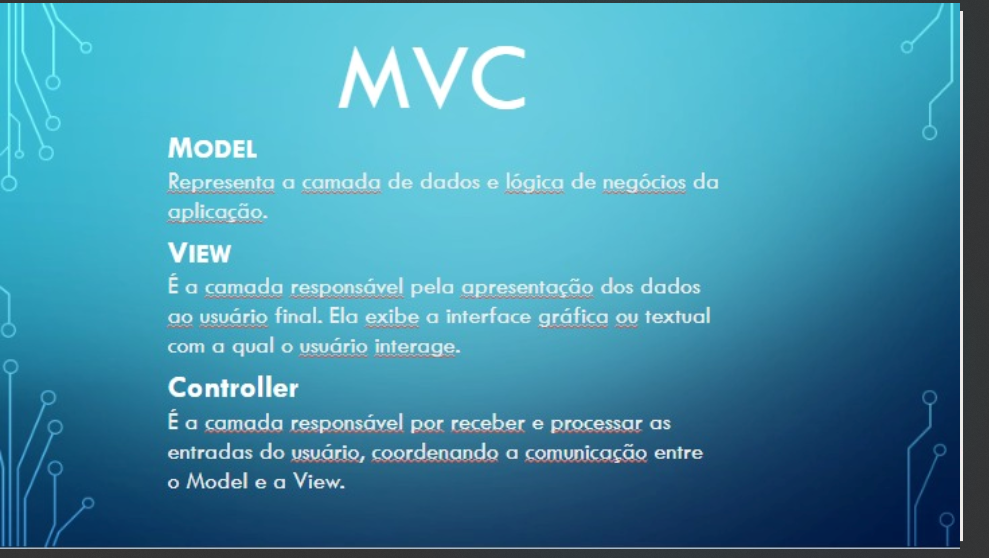 MVC
MODEL
Representa a camada de dados e lógica de negócios da
aplicação.
VIEW
É a camada responsável pela apresentação dos dados
ao usuário final. Ela exibe a interface gráfica ou textual
com a qual o usuário interage.
Controller
É a camada responsável por receber e processar as
entradas do usuário, coordenando a comunicação entre
o Model e a View.